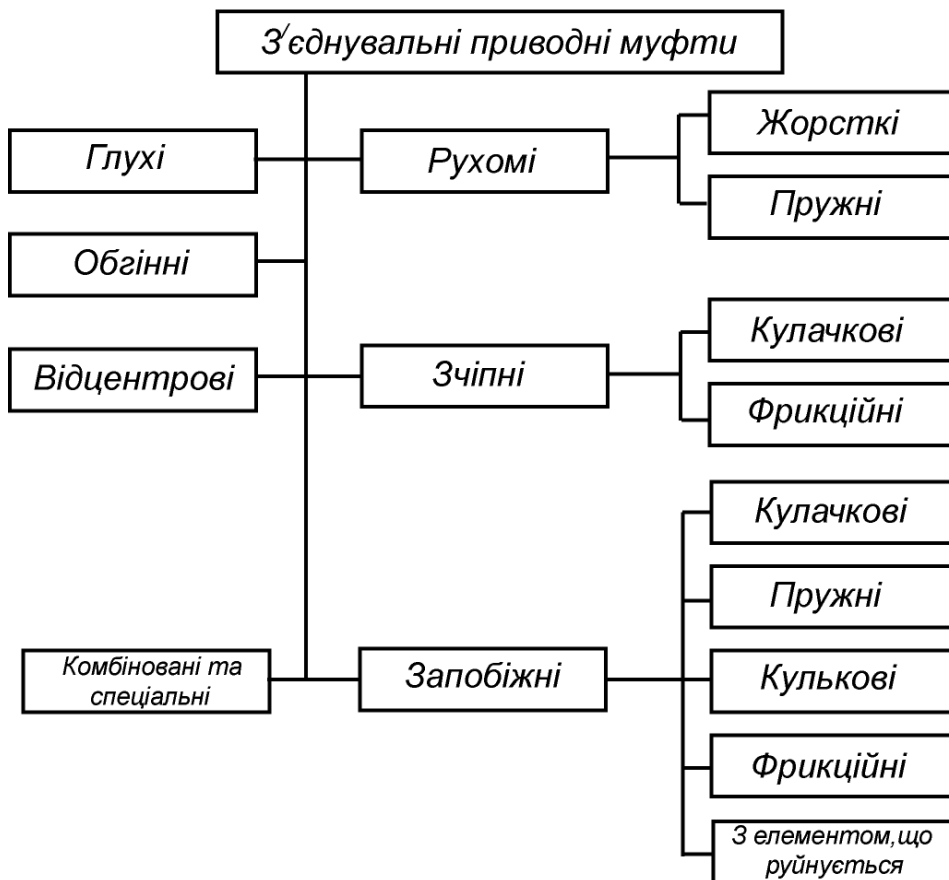 З′єднувальні приводні муфти
Глухі
Рухомі
Жорсткі
Пружні
Обгінні
Відцентрові
Зчіпні
Кулачкові
Фрикційні
Комбіновані та
спеціальні
Запобіжні
Кулачкові
Пружні
Кулькові
Фрикційні
З елементом,що
руйнується